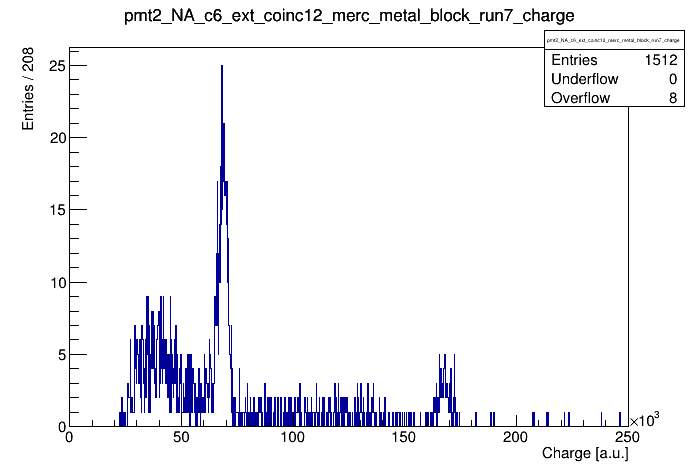 pmt2_NA_c6_ext_coinc12_merc_metal_block_run7_charge
pmt2_NA_c6_ext_coinc12_merc_metal_block_run7_charge
Entries 1512
Underflow 0
Overflow 8
Entries / 208
25
20
15
10
5
0
0 50 100 150 200 250 ×10³
Charge [a.u.]